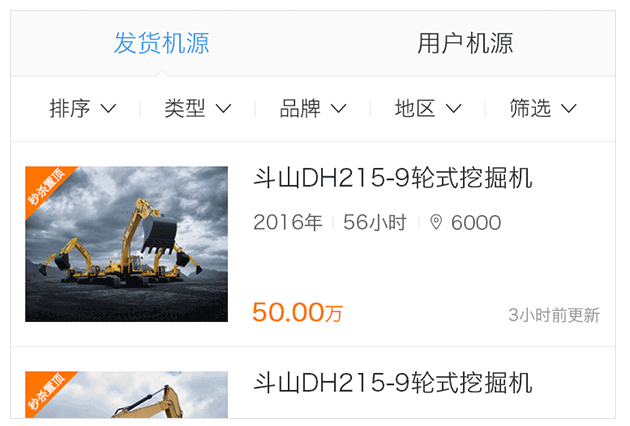 发货机源 用户机源
排序 类型 品牌 地区 筛选
秒杀置顶
斗山DH215-9轮式挖掘机
2016年 56小时 6000
50.00万 3小时前更新
秒杀置顶
斗山DH215-9轮式挖掘机